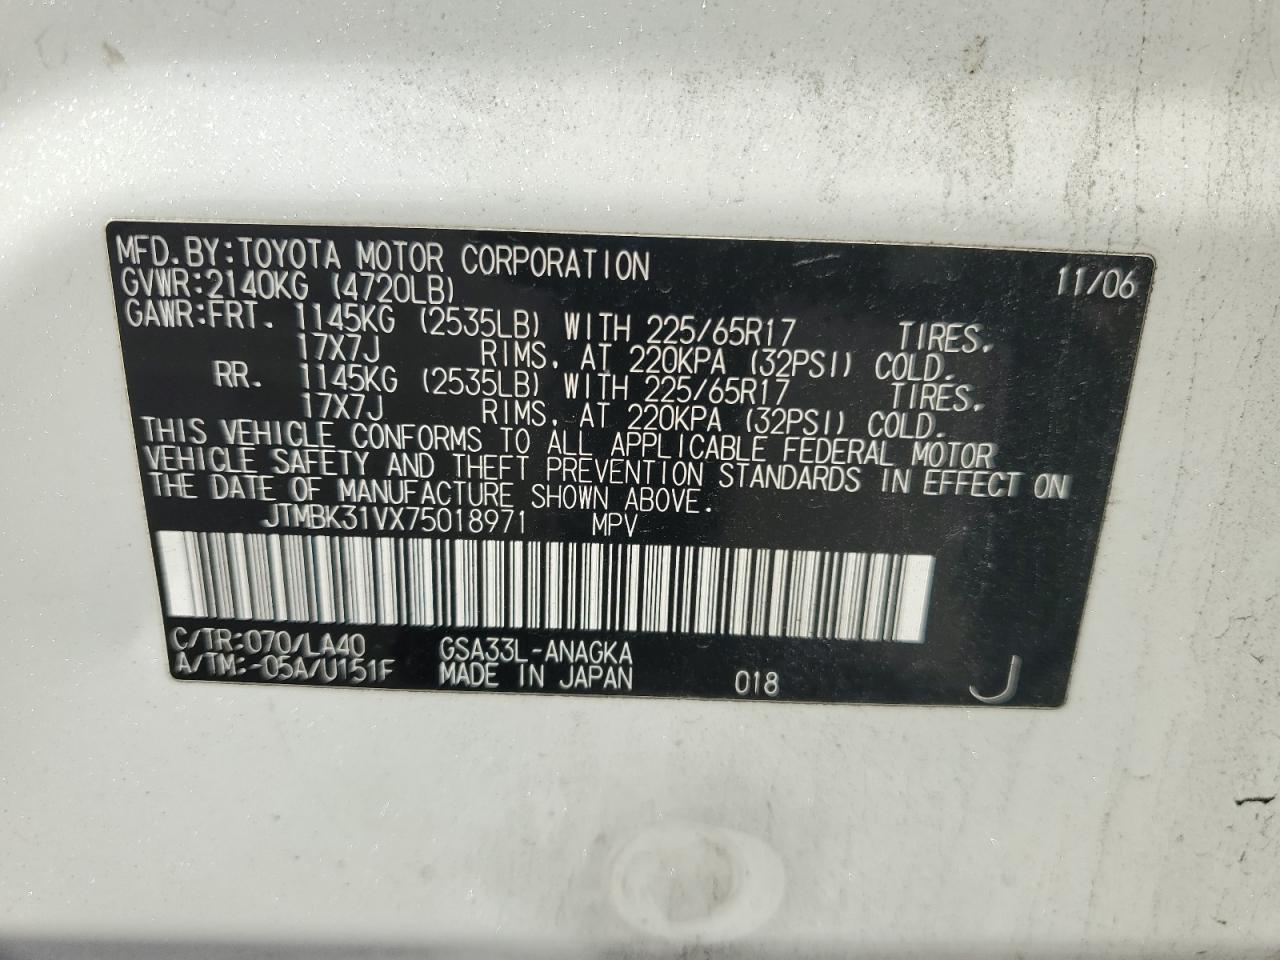 MFD.BY:TOYOTA MOTOR CORPORATION 11/06
GVWR:2140KG (4720LB)
GAWR:FRT. 1145KG (2535LB) WITH 225/65R17 TIRES,
17X7J RIMS, AT 220KPA (32PSI) COLD.
RR. 1145KG (2535LB) WITH 225/65R17 TIRES,
17X7J RIMS, AT 220KPA (32PSI) COLD.
THIS VEHICLE CONFORMS TO ALL APPLICABLE FEDERAL MOTOR
VEHICLE SAFETY AND THEFT PREVENTION STANDARDS IN EFFECT ON
THE DATE OF MANUFACTURE SHOWN ABOVE.
JTMBK31VX75018971 MPV
C/TR:070/LA40 GSA33L-ANAGKA
A/TM:-05A/U151F MADE IN JAPAN 018 J